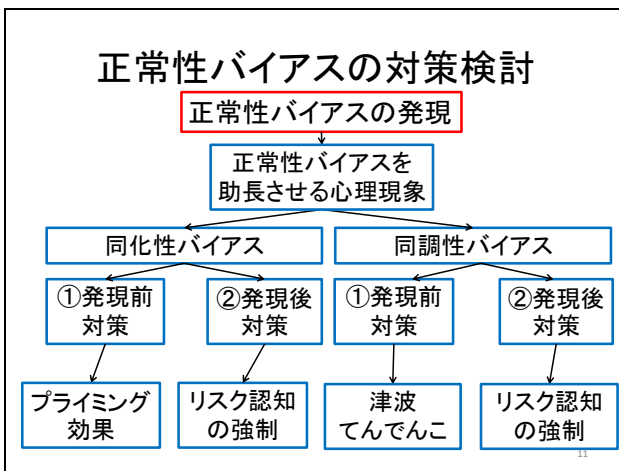 正常性バイアスの対策検討
正常性バイアスの発現
正常性バイアスを
助長させる心理現象
同化性バイアス
同調性バイアス
①発現前
対策
②発現後
対策
①発現前
対策
②発現後
対策
プライミング
効果
リスク認知
の強制
津波
てんでんこ
リスク認知
の強制
11